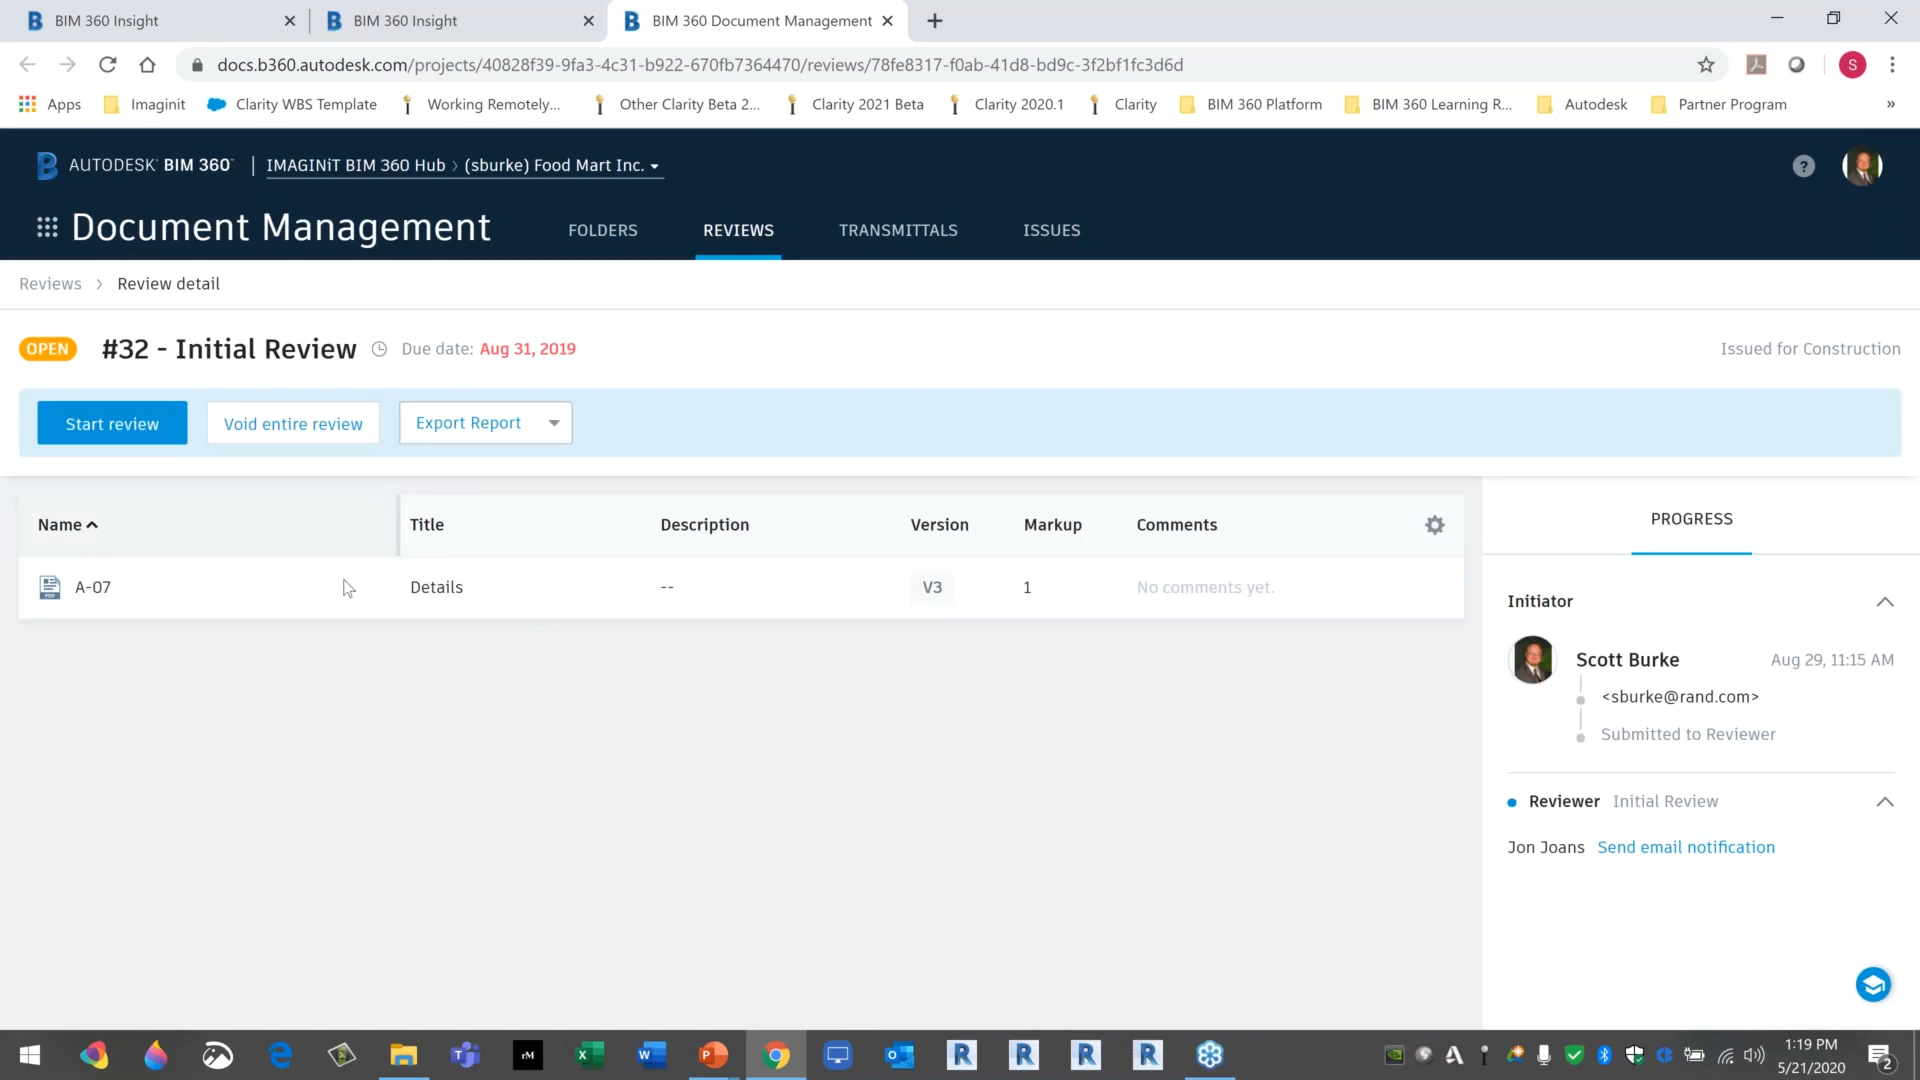 BIM 360 Insight
BIM 360 Insight
BIM 360 Document Management
docs.b360.autodesk.com/projects/40828f39-9fa3-4c31-b922-670fb7364470/reviews/78fe8317-f0ab-41d8-bd9c-3f2bf1fc3d6d
S
Apps Imaginit Clarity WBS Template Working Remotely... Other Clarity Beta 2... Clarity 2021 Beta Clarity 2020.1 Clarity BIM 360 Platform BIM 360 Learning R... Autodesk Partner Program »
AUTODESK® BIM 360™ | IMAGINiT BIM 360 Hub › (sburke) Food Mart Inc.
?
Document Management FOLDERS REVIEWS TRANSMITTALS ISSUES
Reviews › Review detail
OPEN #32 - Initial Review Due date: Aug 31, 2019 Issued for Construction
Start review Void entire review Export Report
Name Title Description Version Markup Comments
A-07 Details -- V3 1 No comments yet.
PROGRESS
Initiator
Scott Burke Aug 29, 11:15 AM
<sburke@rand.com>
Submitted to Reviewer
Reviewer Initial Review
Jon Joans Send email notification
1:19 PM
5/21/2020
2